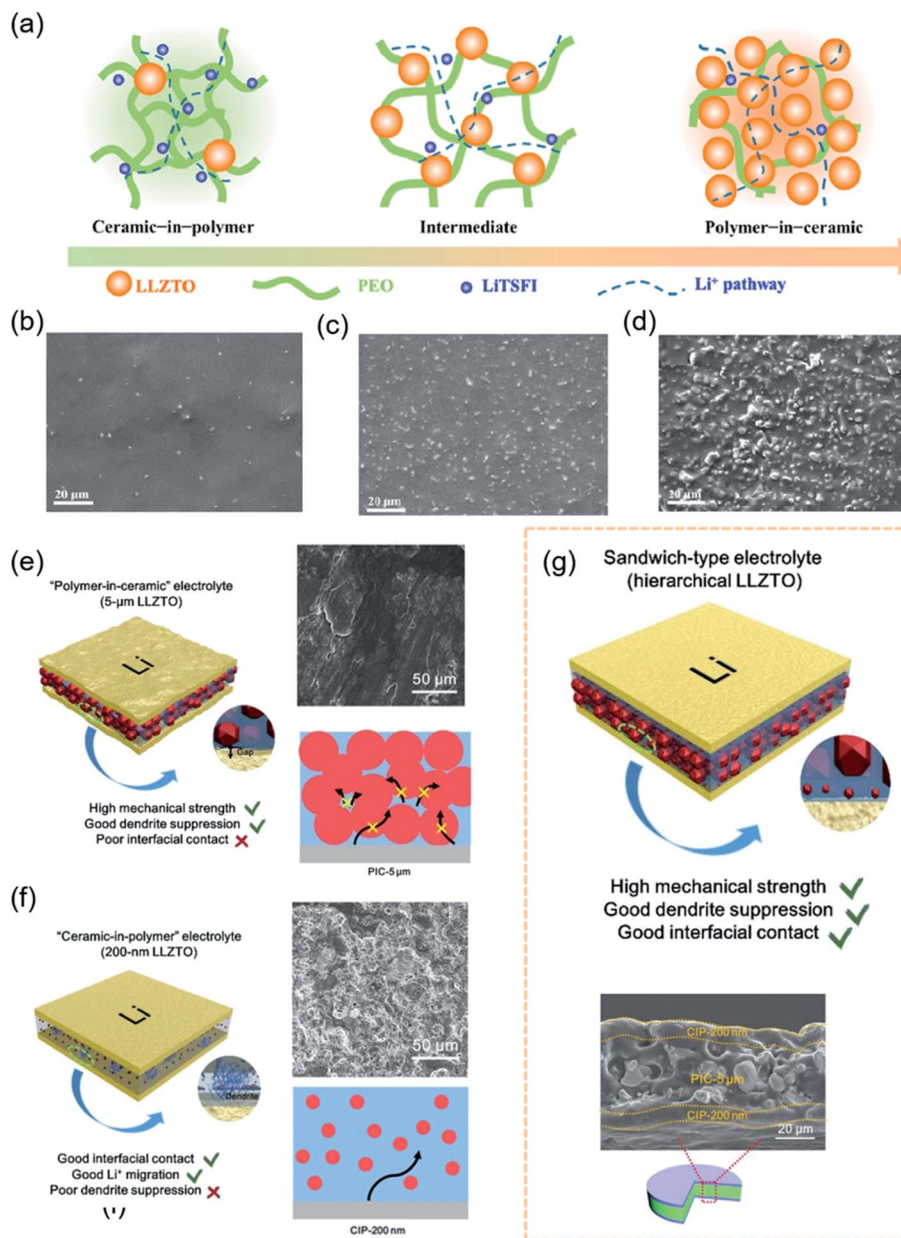 (a)
Ceramic−in−polymer
Intermediate
Polymer−in−ceramic
LLZTO
PEO
LiTSFI
Li⁺ pathway
(b)
20 μm
(c)
20 μm
(d)
20 μm
(e)
"Polymer-in-ceramic" electrolyte
(5-μm LLZTO)
Li
Gap
High mechanical strength ✓
Good dendrite suppression ✓
Poor interfacial contact ✗
50 μm
PIC-5 μm
(f)
"Ceramic-in-polymer" electrolyte
(200-nm LLZTO)
Li
Dendrite
Good interfacial contact ✓
Good Li⁺ migration ✓
Poor dendrite suppression ✗
50 μm
CIP-200 nm
(g)
Sandwich-type electrolyte
(hierarchical LLZTO)
Li
High mechanical strength ✓
Good dendrite suppression ✓
Good interfacial contact ✓
CIP-200 nm
PIC-5 μm
CIP-200 nm
20 μm